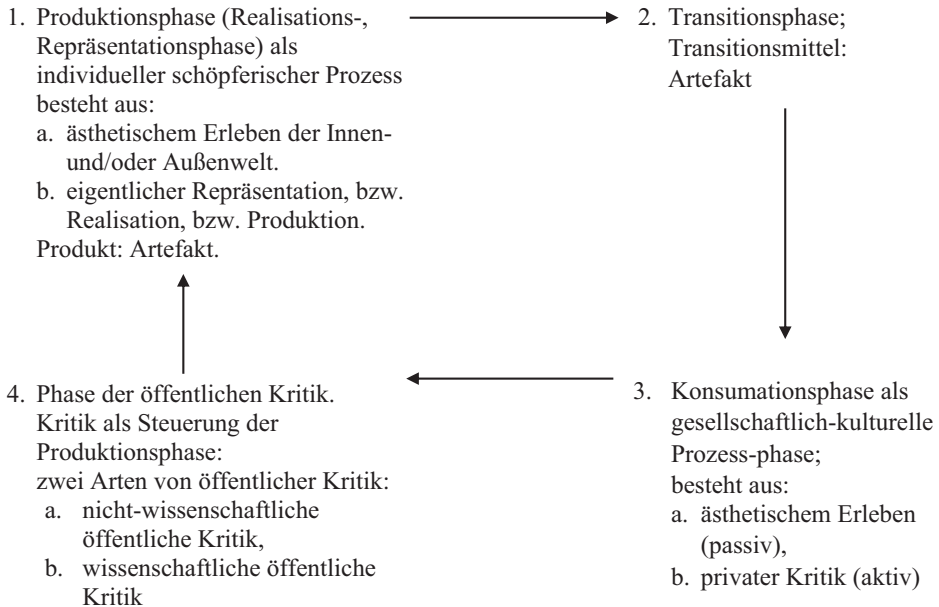 1. Produktionsphase (Realisations-,
Repräsentationsphase) als
individueller schöpferischer Prozess
besteht aus:
a. ästhetischem Erleben der Innen-
und/oder Außenwelt.
b. eigentlicher Repräsentation, bzw.
Realisation, bzw. Produktion.
Produkt: Artefakt.
2. Transitionsphase;
Transitionsmittel:
Artefakt
3. Konsumationsphase als
gesellschaftlich-kulturelle
Prozess-phase;
besteht aus:
a. ästhetischem Erleben
(passiv),
b. privater Kritik (aktiv)
4. Phase der öffentlichen Kritik.
Kritik als Steuerung der
Produktionsphase:
zwei Arten von öffentlicher Kritik:
a. nicht-wissenschaftliche
öffentliche Kritik,
b. wissenschaftliche öffentliche
Kritik